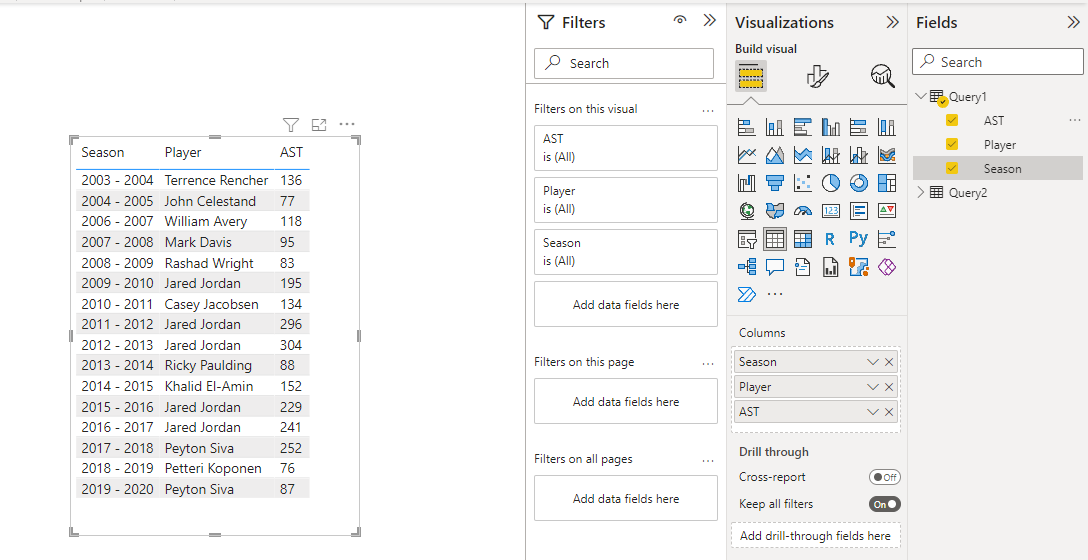 Season Player AST
2003 - 2004 Terrence Rencher 136
2004 - 2005 John Celestand 77
2006 - 2007 William Avery 118
2007 - 2008 Mark Davis 95
2008 - 2009 Rashad Wright 83
2009 - 2010 Jared Jordan 195
2010 - 2011 Casey Jacobsen 134
2011 - 2012 Jared Jordan 296
2012 - 2013 Jared Jordan 304
2013 - 2014 Ricky Paulding 88
2014 - 2015 Khalid El-Amin 152
2015 - 2016 Jared Jordan 229
2016 - 2017 Jared Jordan 241
2017 - 2018 Peyton Siva 252
2018 - 2019 Petteri Koponen 76
2019 - 2020 Peyton Siva 87
Filters
Search
Filters on this visual
AST
is (All)
Player
is (All)
Season
is (All)
Add data fields here
Filters on this page
Add data fields here
Filters on all pages
Add data fields here
Visualizations
Build visual
123
R
Py
Columns
Season
Player
AST
Drill through
Cross-report
Off
Keep all filters
On
Add drill-through fields here
Fields
Search
Query1
AST
Player
Season
Query2